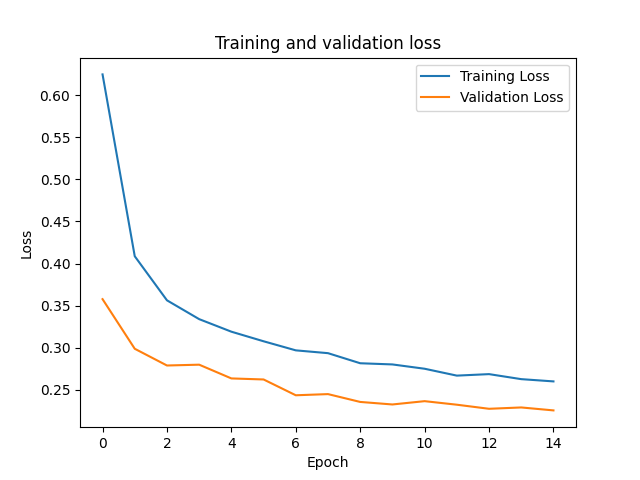 Training and validation loss
Training Loss
Validation Loss
0.60
0.55
0.50
0.45
0.40
0.35
0.30
0.25
Loss
0 2 4 6 8 10 12 14
Epoch